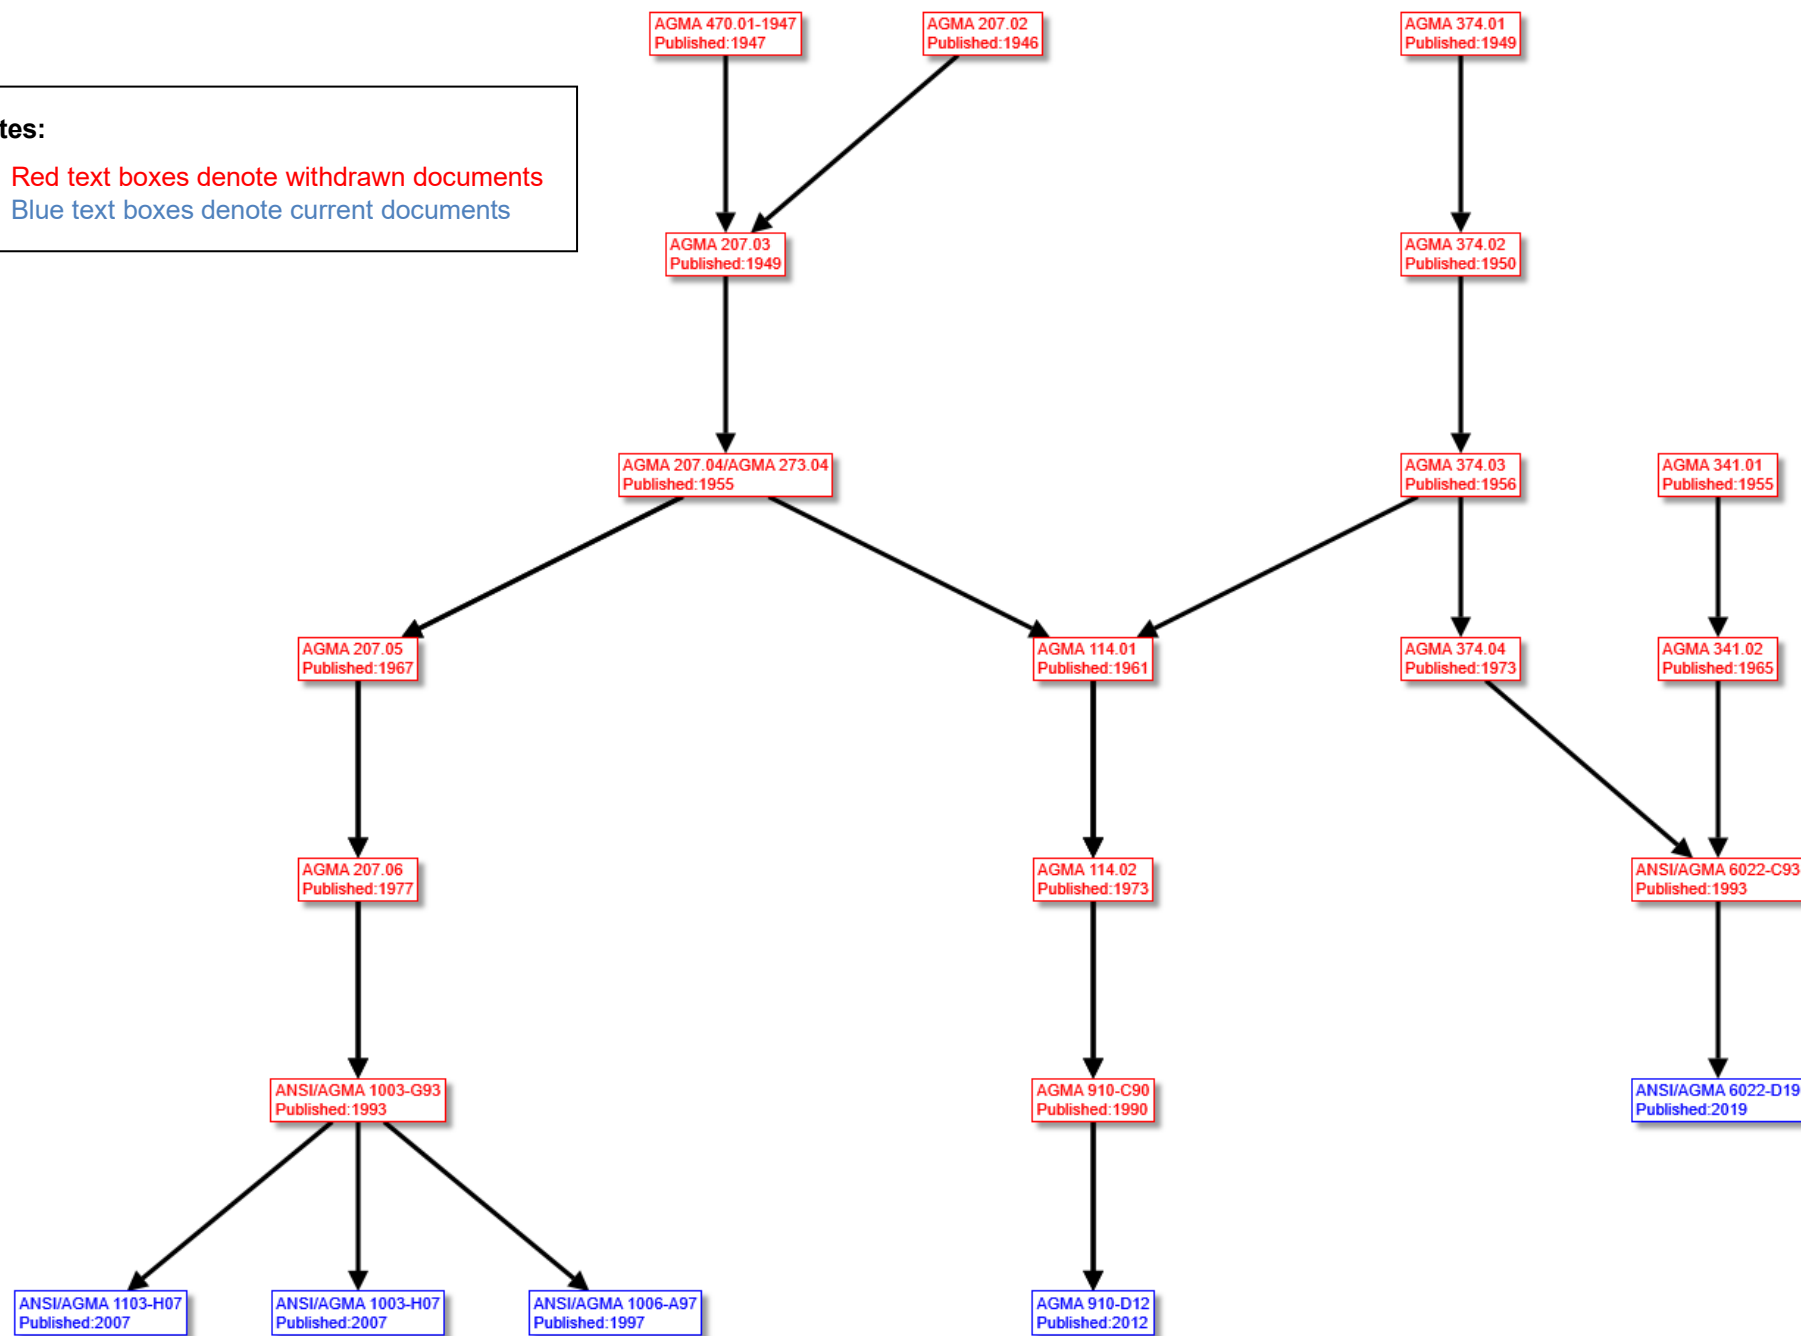 AGMA 470.01-1947
Published:1947
AGMA 207.02
Published:1946
AGMA 374.01
Published:1949
tes:
Red text boxes denote withdrawn documents
Blue text boxes denote current documents
AGMA 207.03
Published:1949
AGMA 374.02
Published:1950
AGMA 207.04/AGMA 273.04
Published:1955
AGMA 374.03
Published:1956
AGMA 341.01
Published:1955
AGMA 207.05
Published:1967
AGMA 114.01
Published:1961
AGMA 374.04
Published:1973
AGMA 341.02
Published:1965
AGMA 207.06
Published:1977
AGMA 114.02
Published:1973
ANSI/AGMA 6022-C93
Published:1993
ANSI/AGMA 1003-G93
Published:1993
AGMA 910-C90
Published:1990
ANSI/AGMA 6022-D19
Published:2019
ANSI/AGMA 1103-H07
Published:2007
ANSI/AGMA 1003-H07
Published:2007
ANSI/AGMA 1006-A97
Published:1997
AGMA 910-D12
Published:2012